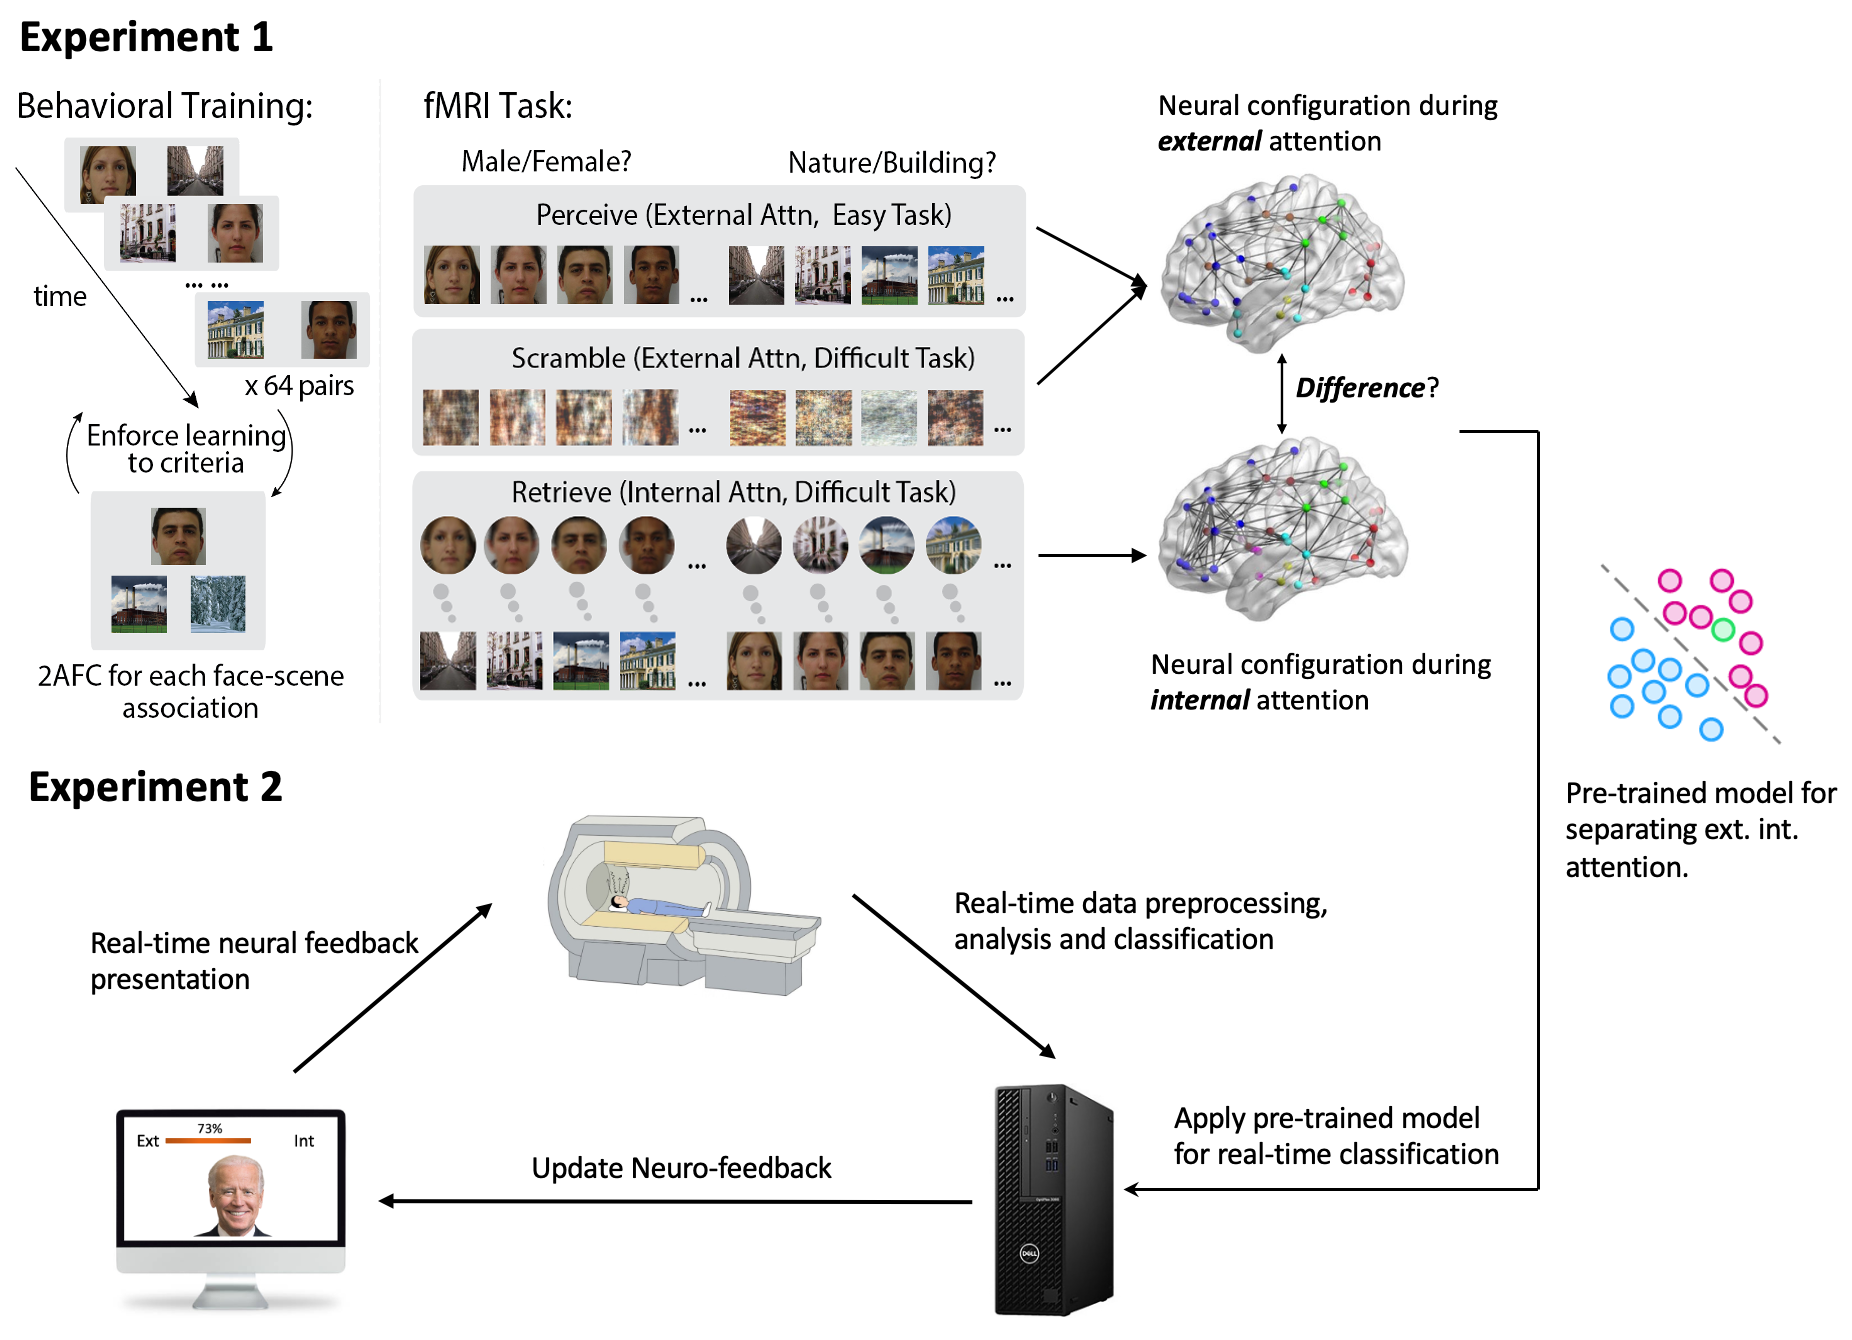 Experiment 1
Behavioral Training:
time
... ...
x 64 pairs
Enforce learning
to criteria
2AFC for each face-scene
association
fMRI Task:
Male/Female?
Nature/Building?
Perceive (External Attn, Easy Task)
...
...
Scramble (External Attn, Difficult Task)
...
...
Retrieve (Internal Attn, Difficult Task)
...
...
...
...
Neural configuration during
external attention
Difference?
Neural configuration during
internal attention
Pre-trained model for
separating ext. int.
attention.
Experiment 2
Real-time neural feedback
presentation
Real-time data preprocessing,
analysis and classification
Apply pre-trained model
for real-time classification
Update Neuro-feedback
73%
Ext
Int
DELL